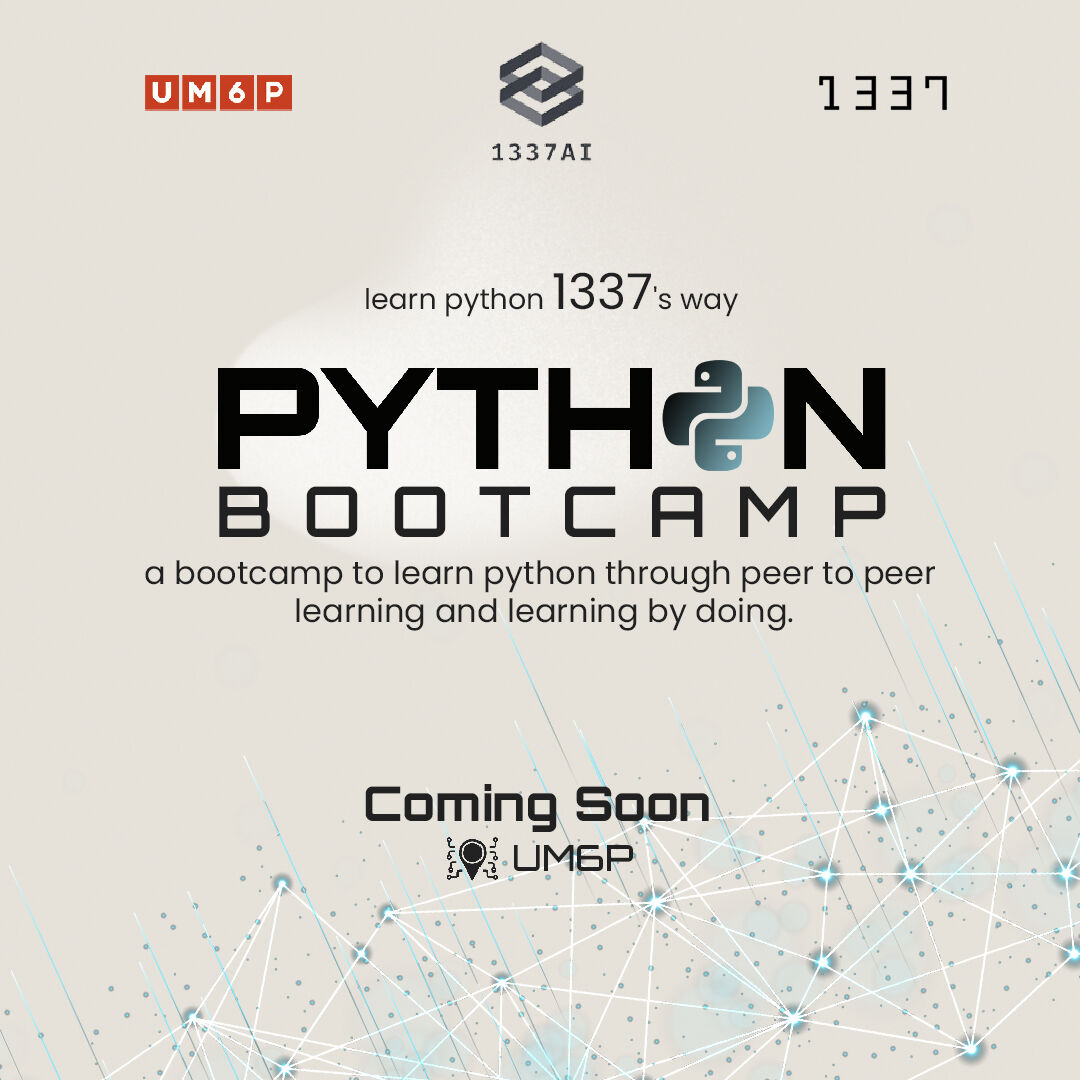 UM6P
1337
1337AI
learn python 1337's way
PYTHON
BOOTCAMP
a bootcamp to learn python through peer to peer
learning and learning by doing.
Coming Soon
UM6P